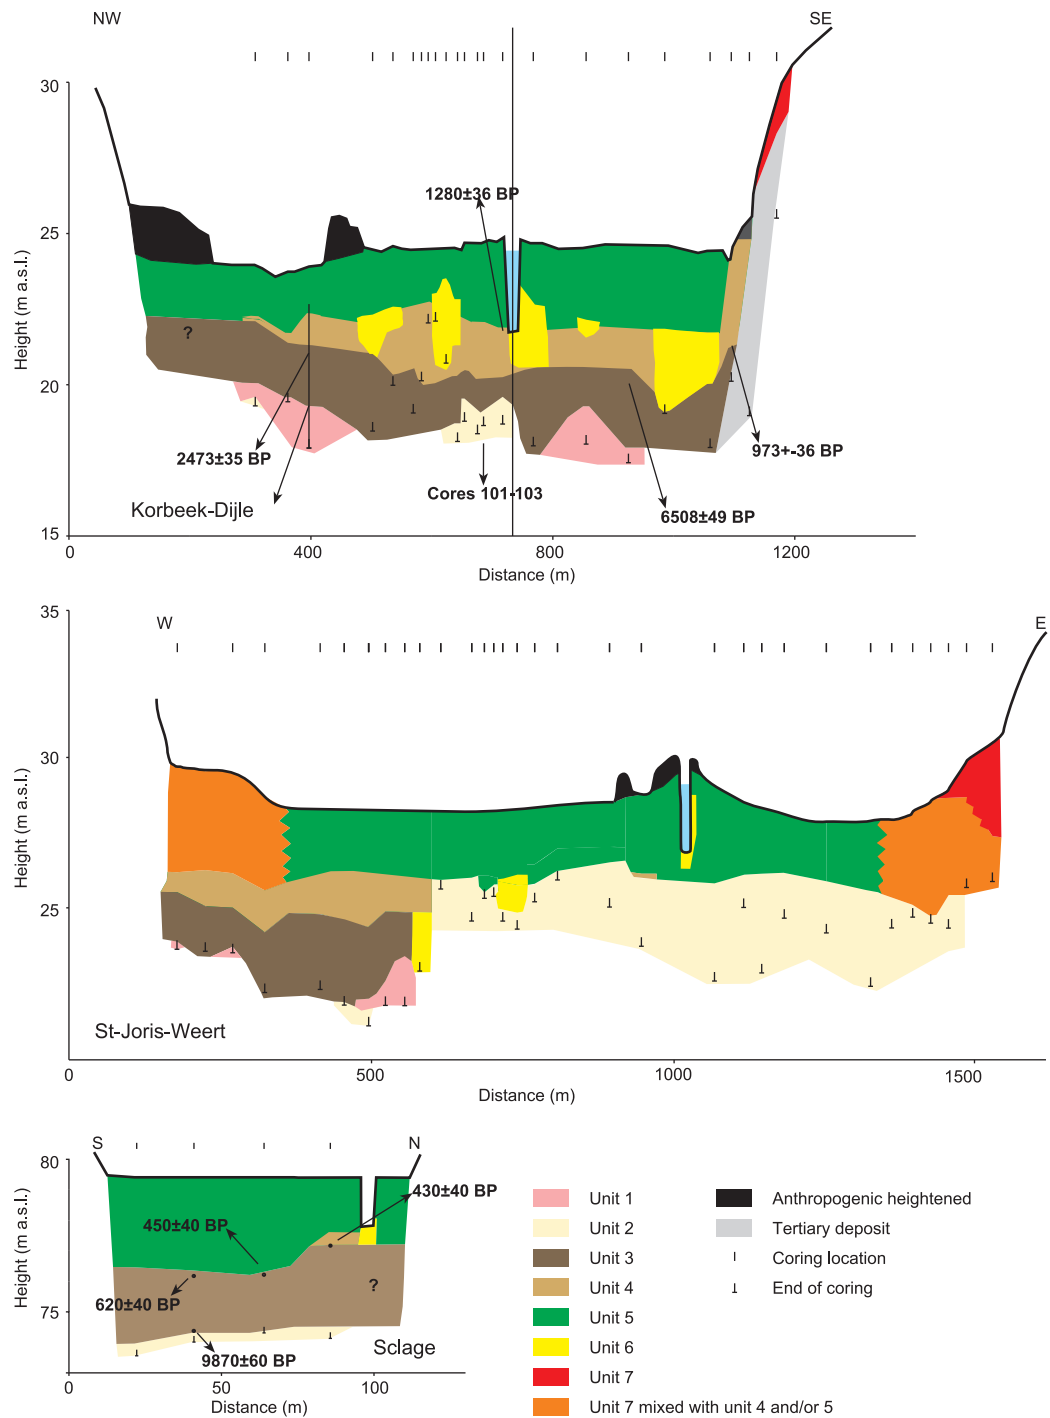 NW
SE
30
25
20
15
Height (m a.s.l.)
1280±36 BP
?
2473±35 BP
973+-36 BP
Cores 101-103
6508±49 BP
Korbeek-Dijle
0
400
800
1200
Distance (m)
35
30
25
20
Height (m a.s.l.)
W
E
St-Joris-Weert
0
500
1000
1500
Distance (m)
S
N
80
75
Height (m a.s.l.)
430±40 BP
450±40 BP
?
620±40 BP
9870±60 BP
Sclage
0
50
100
Distance (m)
Unit 1
Unit 2
Unit 3
Unit 4
Unit 5
Unit 6
Unit 7
Unit 7 mixed with unit 4 and/or 5
Anthropogenic heightened
Tertiary deposit
Coring location
End of coring